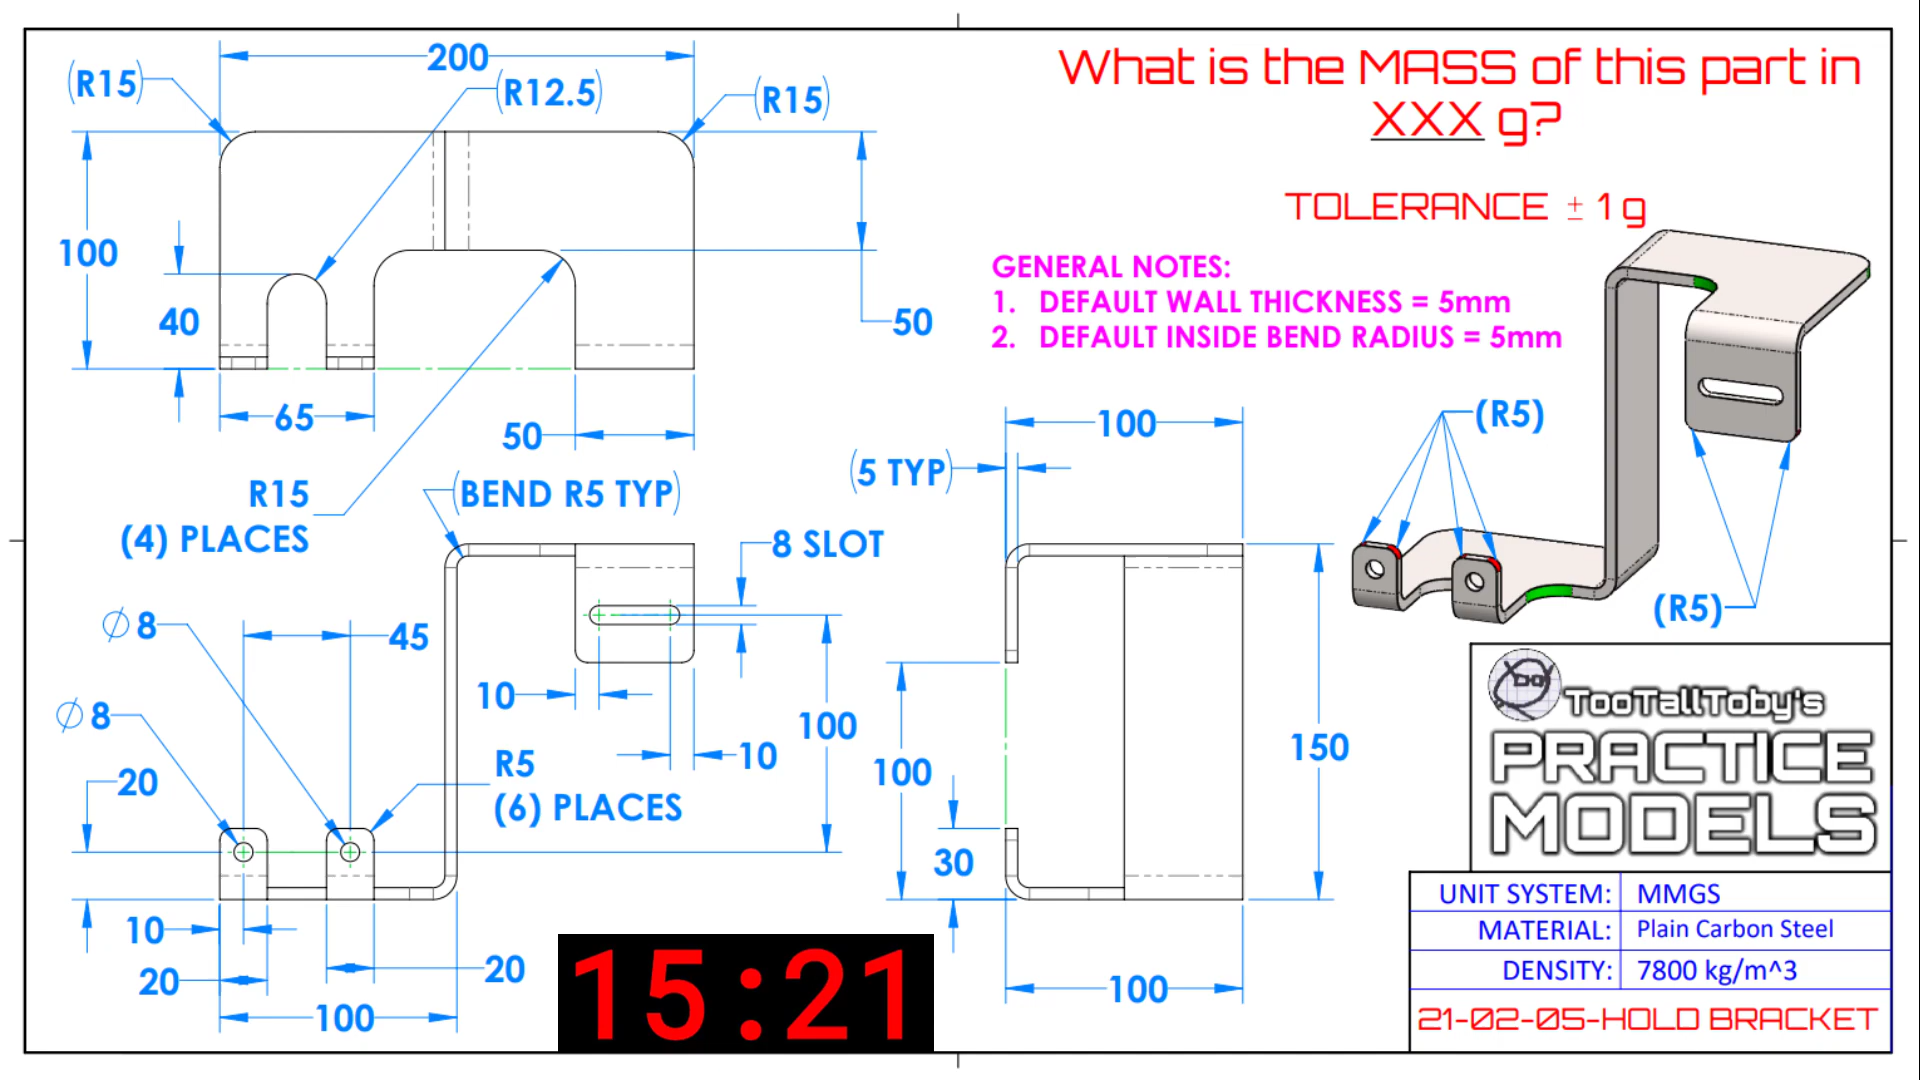 200
(R15)
(R12.5)
(R15)
What is the MASS of this part in
XXX g?
TOLERANCE ± 1 g
100
40
50
GENERAL NOTES:
1. DEFAULT WALL THICKNESS = 5mm
2. DEFAULT INSIDE BEND RADIUS = 5mm
65
50
R15
(4) PLACES
(BEND R5 TYP)
(5 TYP)
100
(R5)
8 SLOT
∅ 8
45
∅ 8
10
100
10
20
R5
(6) PLACES
100
30
150
(R5)
10
20
20
100
100
15:21
TooTallToby's
PRACTICE
MODELS
UNIT SYSTEM: MMGS
MATERIAL: Plain Carbon Steel
DENSITY: 7800 kg/m^3
21-02-05-HOLD BRACKET